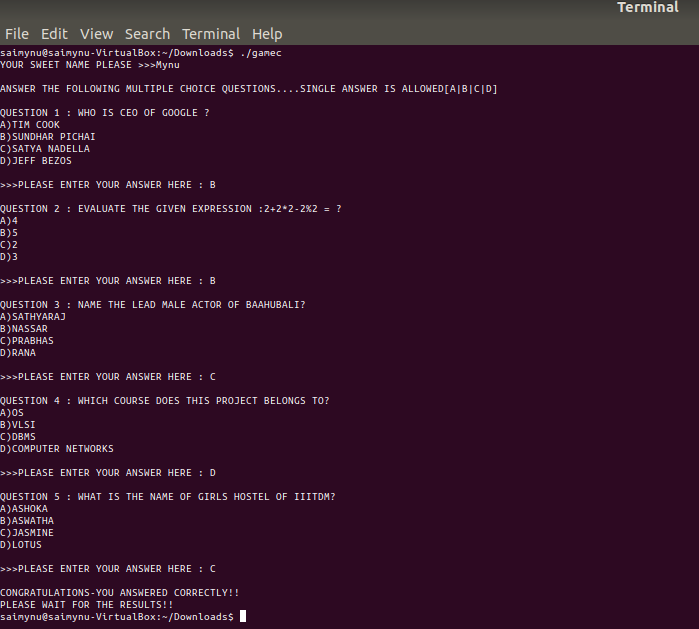 Terminal
File Edit View Search Terminal Help
saimynu@saimynu-VirtualBox:~/Downloads$ ./gamec
YOUR SWEET NAME PLEASE >>>Mynu
ANSWER THE FOLLOWING MULTIPLE CHOICE QUESTIONS....SINGLE ANSWER IS ALLOWED[A|B|C|D]
QUESTION 1 : WHO IS CEO OF GOOGLE ?
A)TIM COOK
B)SUNDHAR PICHAI
C)SATYA NADELLA
D)JEFF BEZOS
>>>PLEASE ENTER YOUR ANSWER HERE : B
QUESTION 2 : EVALUATE THE GIVEN EXPRESSION :2+2*2-2%2 = ?
A)4
B)5
C)2
D)3
>>>PLEASE ENTER YOUR ANSWER HERE : B
QUESTION 3 : NAME THE LEAD MALE ACTOR OF BAAHUBALI?
A)SATHYARAJ
B)NASSAR
C)PRABHAS
D)RANA
>>>PLEASE ENTER YOUR ANSWER HERE : C
QUESTION 4 : WHICH COURSE DOES THIS PROJECT BELONGS TO?
A)OS
B)VLSI
C)DBMS
D)COMPUTER NETWORKS
>>>PLEASE ENTER YOUR ANSWER HERE : D
QUESTION 5 : WHAT IS THE NAME OF GIRLS HOSTEL OF IIITDM?
A)ASHOKA
B)ASWATHA
C)JASMINE
D)LOTUS
>>>PLEASE ENTER YOUR ANSWER HERE : C
CONGRATULATIONS-YOU ANSWERED CORRECTLY!!
PLEASE WAIT FOR THE RESULTS!!
saimynu@saimynu-VirtualBox:~/Downloads$